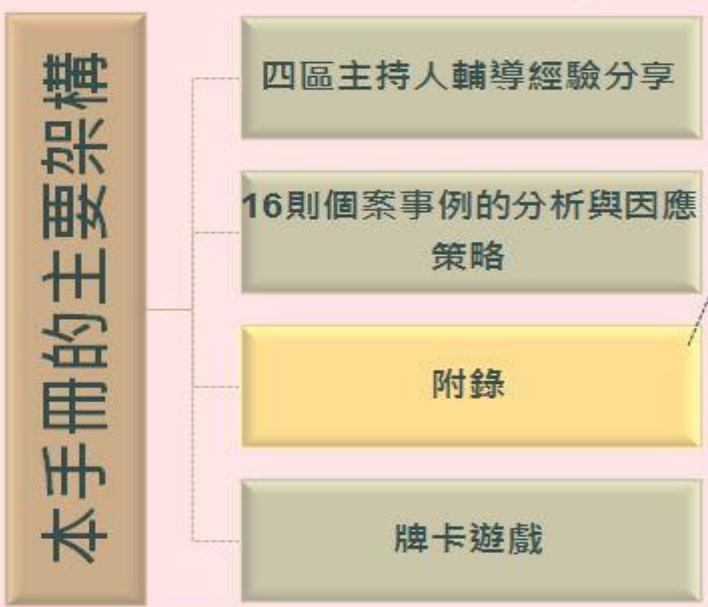 本手冊的主要架構
四區主持人輔導經驗分享
16則個案事例的分析與因應
策略
附錄
牌卡遊戲